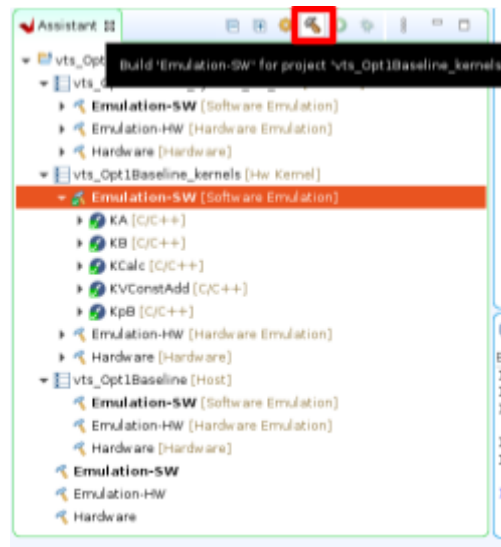 Assistant
vts_Opt
Build 'Emulation-SW' for project 'vts_Opt1Baseline_kernels
Emulation-SW [Software Emulation]
Emulation-HW [Hardware Emulation]
Hardware [Hardware]
vts_Opt1Baseline_kernels [Hw Kernel]
Emulation-SW [Software Emulation]
KA [C/C++]
KB [C/C++]
KCalc [C/C++]
KVConstAdd [C/C++]
KpB [C/C++]
Emulation-HW [Hardware Emulation]
Hardware [Hardware]
vts_Opt1Baseline [Host]
Emulation-SW [Software Emulation]
Emulation-HW [Hardware Emulation]
Hardware [Hardware]
Emulation-SW
Emulation-HW
Hardware